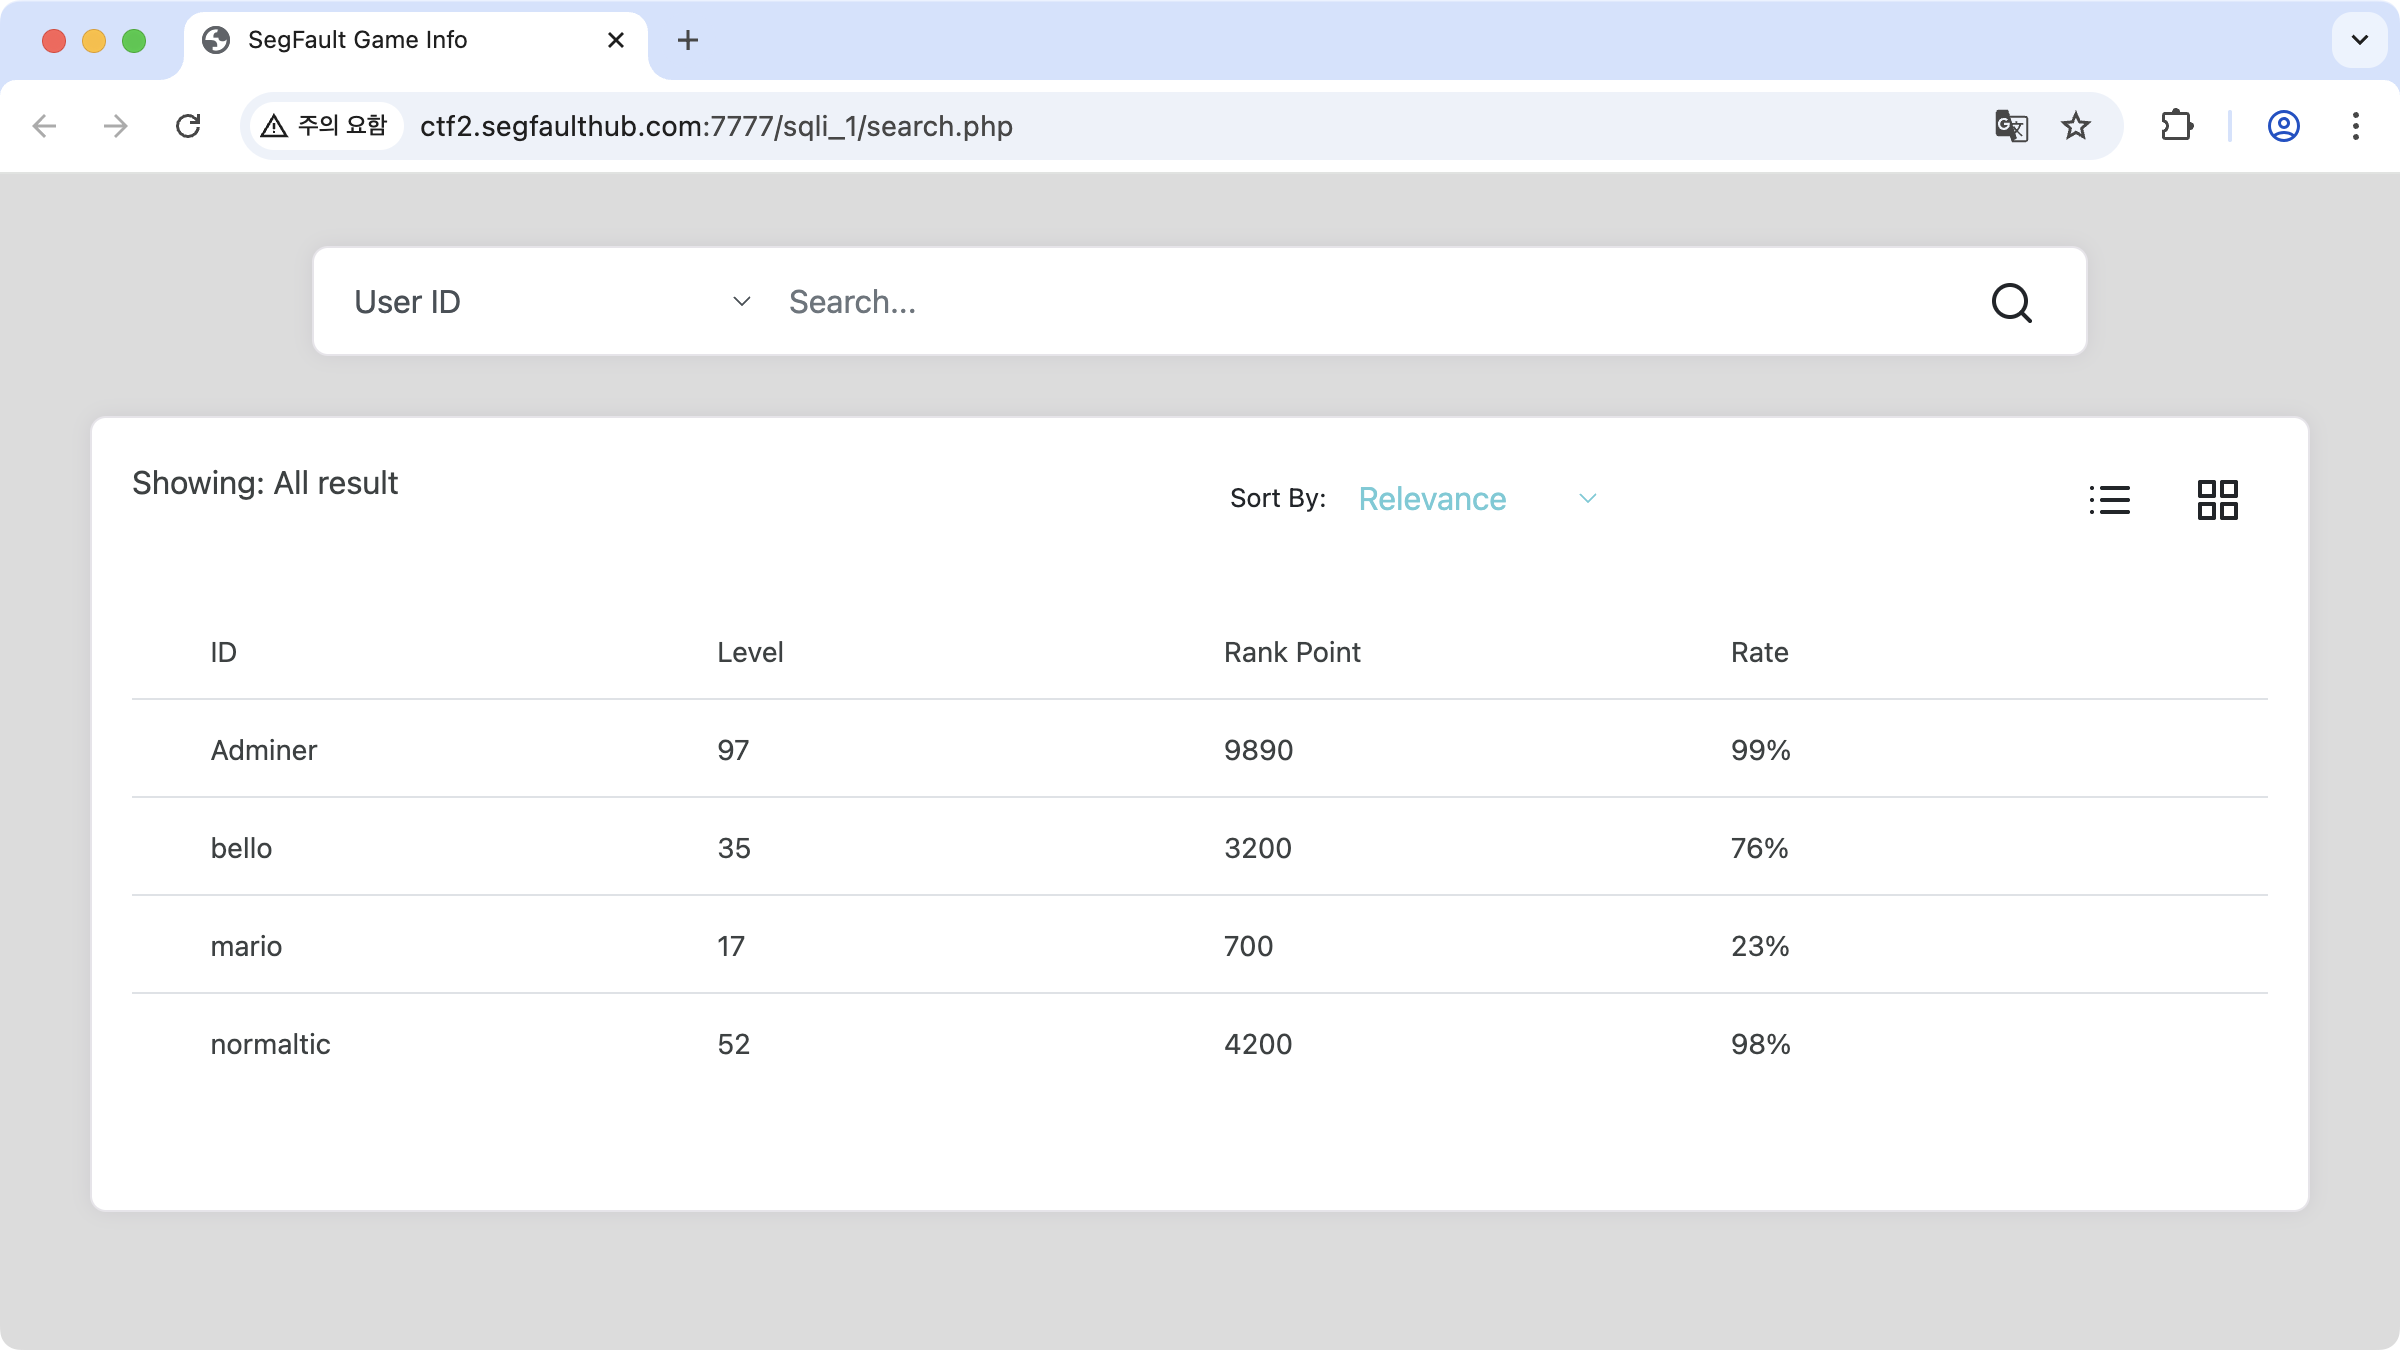 SegFault Game Info
주의 요함
ctf2.segfaulthub.com:7777/sqli_1/search.php
User ID
Search...
Showing: All result
Sort By: Relevance
ID Level Rank Point Rate
Adminer 97 9890 99%
bello 35 3200 76%
mario 17 700 23%
normaltic 52 4200 98%